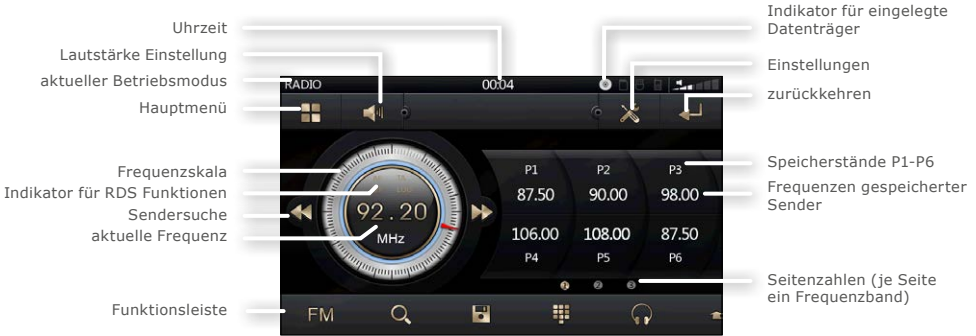 Uhrzeit
Lautstärke Einstellung
aktueller Betriebsmodus
Hauptmenü
Frequenzskala
Indikator für RDS Funktionen
Sendersuche
aktuelle Frequenz
Funktionsleiste
RADIO
00:04
92.20
MHz
P1 P2 P3
87.50 90.00 98.00
106.00 108.00 87.50
P4 P5 P6
1 2 3
FM
Indikator für eingelegte
Datenträger
Einstellungen
zurückkehren
Speicherstände P1-P6
Frequenzen gespeicherter
Sender
Seitenzahlen (je Seite
ein Frequenzband)